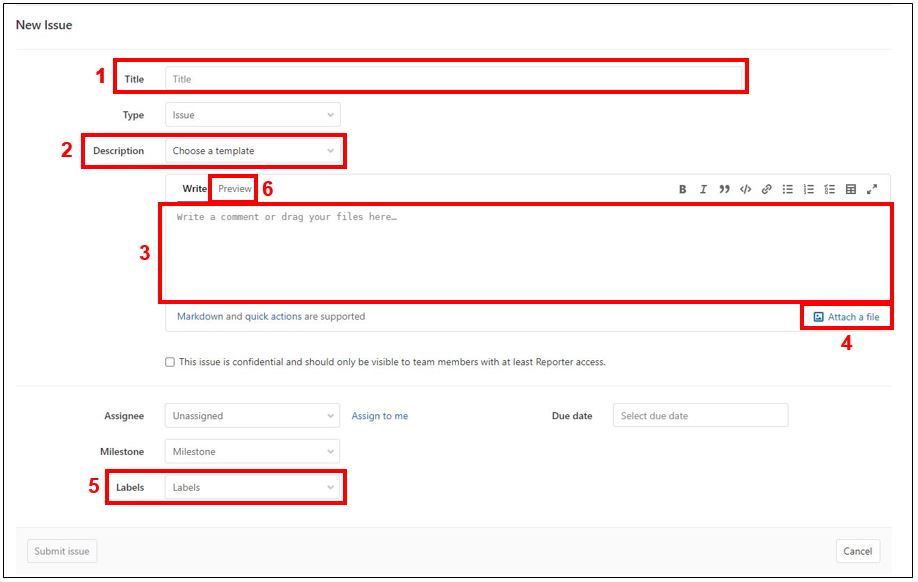 New Issue
1 Title Title
Type Issue
2 Description Choose a template
Write Preview 6 B I
Write a comment or drag your files here…
3
Markdown and quick actions are supported Attach a file
4
This issue is confidential and should only be visible to team members with at least Reporter access.
Assignee Unassigned Assign to me Due date Select due date
Milestone Milestone
5 Labels Labels
Submit issue Cancel